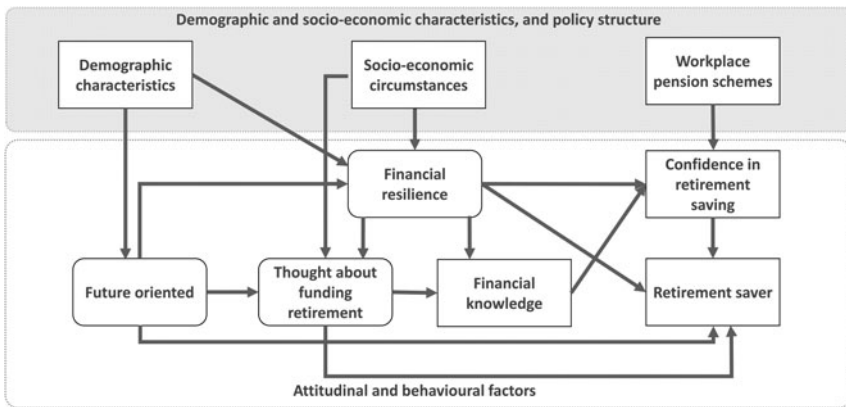 Demographic and socio-economic characteristics, and policy structure
Demographic
characteristics
Socio-economic
circumstances
Workplace
pension schemes
Financial
resilience
Confidence in
retirement
saving
Future oriented
Thought about
funding
retirement
Financial
knowledge
Retirement saver
Attitudinal and behavioural factors